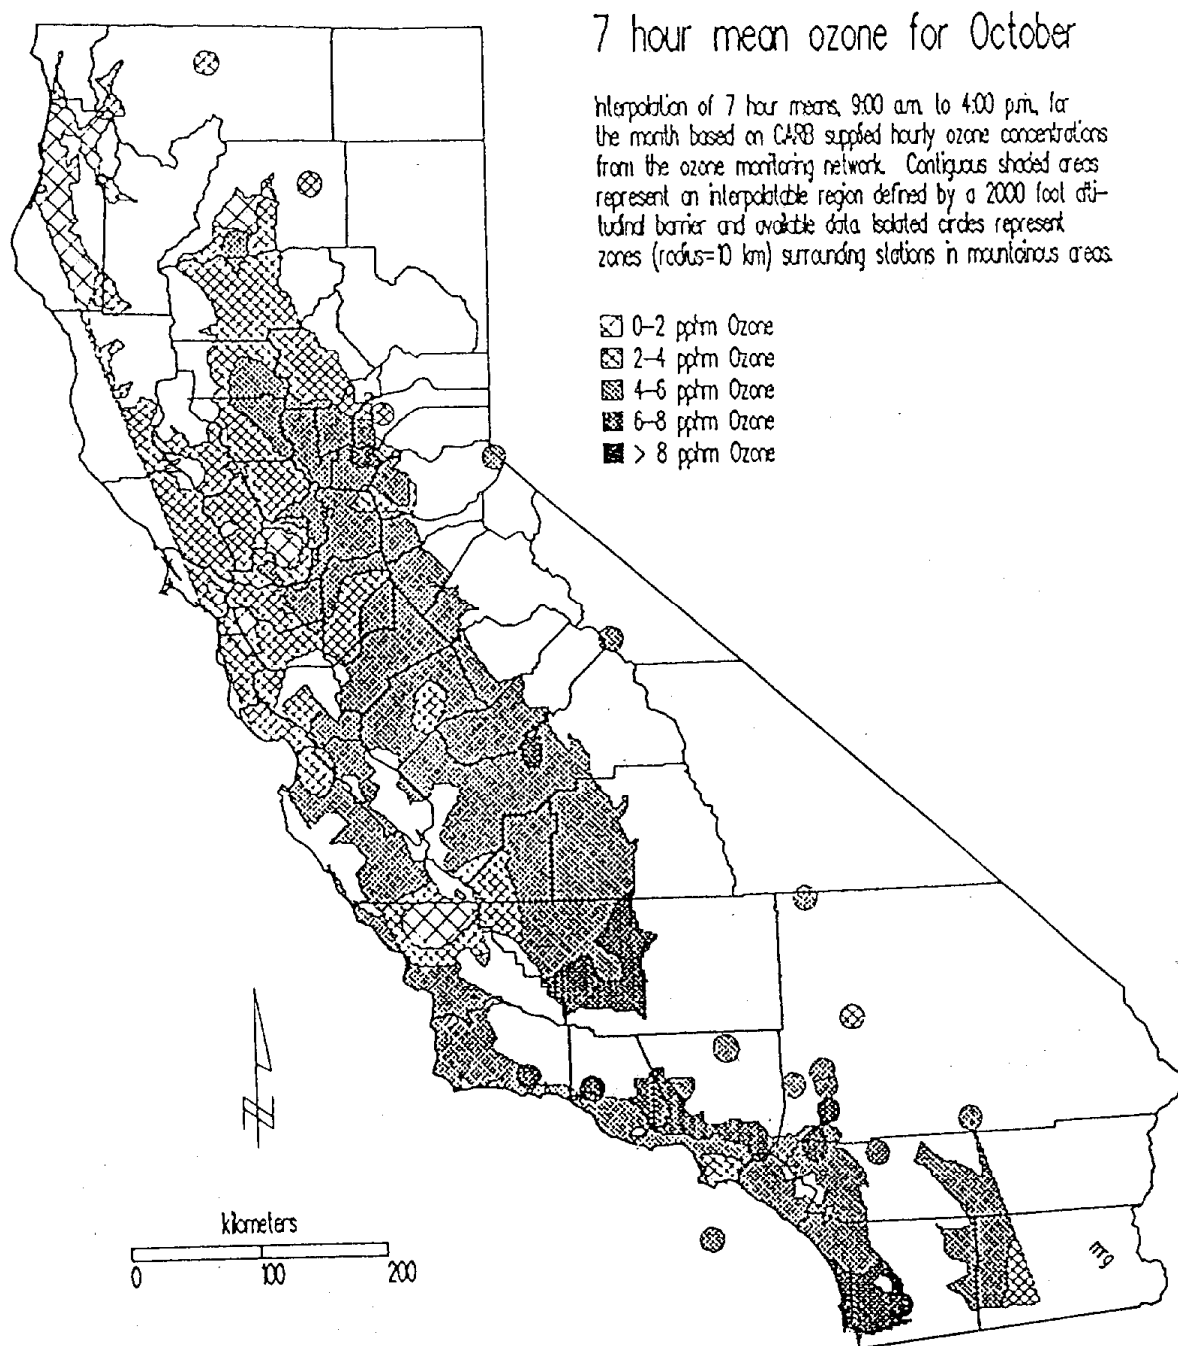 7 hour mean ozone for October
Interpolation of 7 hour means, 9:00 a.m. to 4:00 p.m., for
the month based on CARB supplied hourly ozone concentrations
from the ozone monitoring network. Contiguous shaded areas
represent an interpolatable region defined by a 2000 foot alti-
tudinal barrier and available data. Isolated circles represent
zones (radius=10 km) surrounding stations in mountainous areas.
0-2 pphm Ozone
2-4 pphm Ozone
4-6 pphm Ozone
6-8 pphm Ozone
> 8 pphm Ozone
N
kilometers
0 100 200